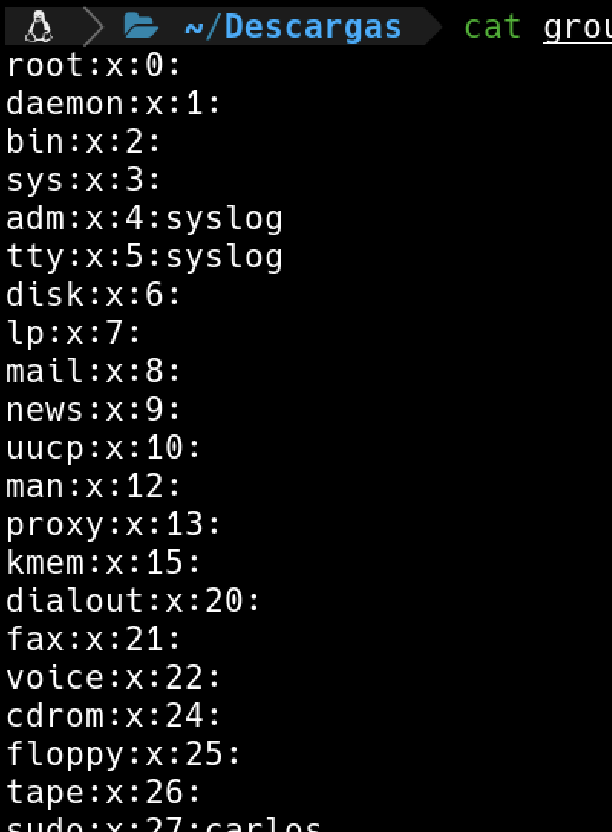 ~/Descargas cat grou
root:x:0:
daemon:x:1:
bin:x:2:
sys:x:3:
adm:x:4:syslog
tty:x:5:syslog
disk:x:6:
lp:x:7:
mail:x:8:
news:x:9:
uucp:x:10:
man:x:12:
proxy:x:13:
kmem:x:15:
dialout:x:20:
fax:x:21:
voice:x:22:
cdrom:x:24:
floppy:x:25:
tape:x:26:
sudo:x:27:carlos